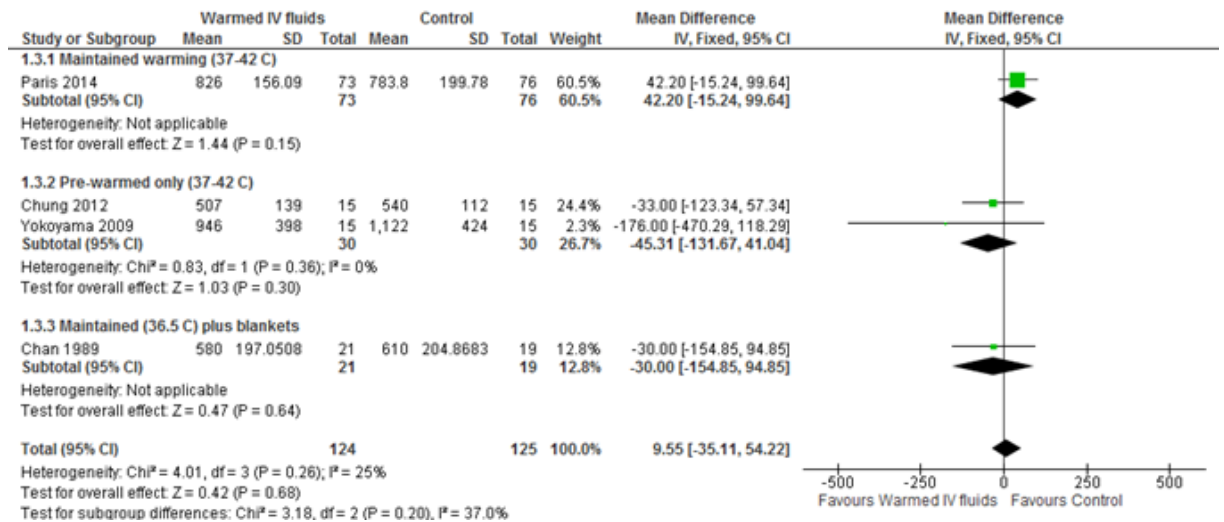 Warmed IV fluids Control Mean Difference Mean Difference
Study or Subgroup Mean SD Total Mean SD Total Weight IV, Fixed, 95% CI IV, Fixed, 95% CI
1.3.1 Maintained warming (37-42 C)
Paris 2014 826 156.09 73 783.8 199.78 76 60.5% 42.20 [-15.24, 99.64]
Subtotal (95% CI) 73 76 60.5% 42.20 [-15.24, 99.64]
Heterogeneity: Not applicable
Test for overall effect: Z = 1.44 (P = 0.15)
1.3.2 Pre-warmed only (37-42 C)
Chung 2012 507 139 15 540 112 15 24.4% -33.00 [-123.34, 57.34]
Yokoyama 2009 946 398 15 1,122 424 15 2.3% -176.00 [-470.29, 118.29]
Subtotal (95% CI) 30 30 26.7% -45.31 [-131.67, 41.04]
Heterogeneity: Chi² = 0.83, df = 1 (P = 0.36); I² = 0%
Test for overall effect: Z = 1.03 (P = 0.30)
1.3.3 Maintained (36.5 C) plus blankets
Chan 1989 580 197.0508 21 610 204.8683 19 12.8% -30.00 [-154.85, 94.85]
Subtotal (95% CI) 21 19 12.8% -30.00 [-154.85, 94.85]
Heterogeneity: Not applicable
Test for overall effect: Z = 0.47 (P = 0.64)
Total (95% CI) 124 125 100.0% 9.55 [-35.11, 54.22]
Heterogeneity: Chi² = 4.01, df = 3 (P = 0.26); I² = 25%
Test for overall effect: Z = 0.42 (P = 0.68)
Test for subgroup differences: Chi² = 3.18, df = 2 (P = 0.20), I² = 37.0%
-500 -250 0 250 500
Favours Warmed IV fluids Favours Control